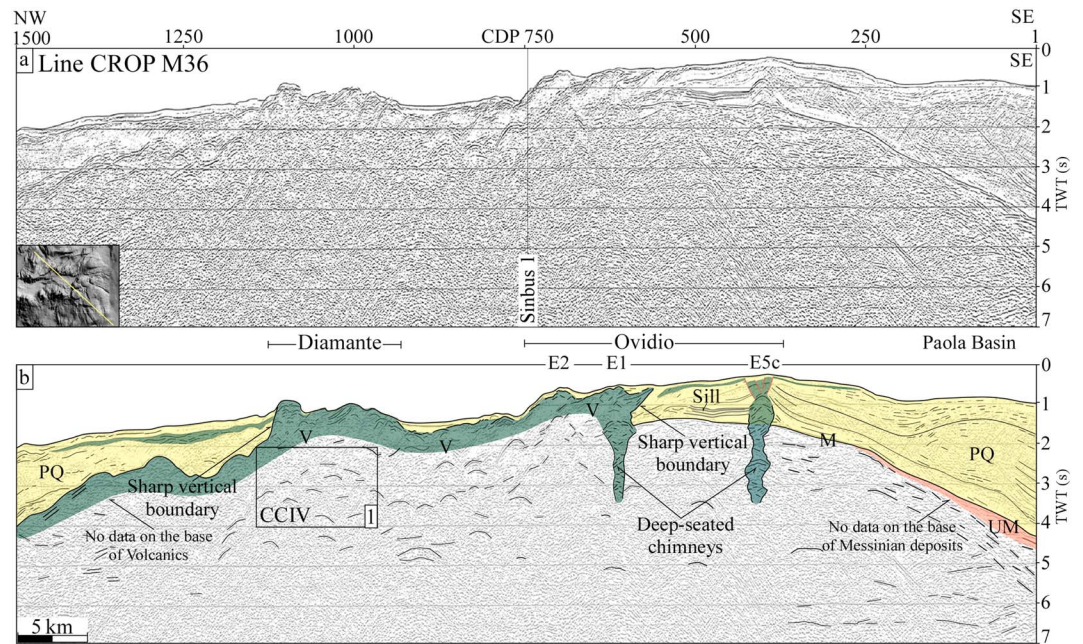 NW
SE
1500
1250
1000
CDP 750
500
250
1
0
a
Line CROP M36
SE
1
2
3
4
5
6
7
TWT (s)
Sinbus 1
Diamante
Ovidio
Paola Basin
b
E2
E1
E5c
0
1
2
3
4
5
6
7
TWT (s)
Sill
V
V
V
M
PQ
PQ
Sharp vertical
boundary
Sharp vertical
boundary
No data on the base
of Volcanics
CCIV
1
Deep-seated
chimneys
No data on the base
of Messinian deposits
UM
5 km